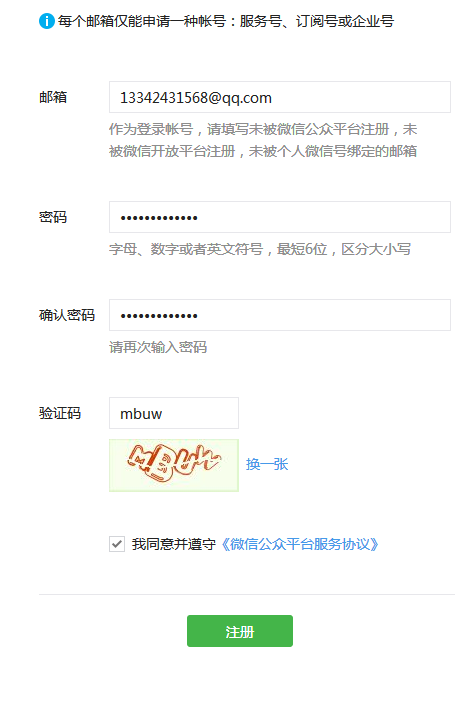 每个邮箱仅能申请一种帐号：服务号、订阅号或企业号
邮箱
13342431568@qq.com
作为登录帐号，请填写未被微信公众平台注册，未
被微信开放平台注册，未被个人微信号绑定的邮箱
密码
•••••••••••••
字母、数字或者英文符号，最短6位，区分大小写
确认密码
•••••••••••••
请再次输入密码
验证码
mbuw
MBUW
换一张
我同意并遵守《微信公众平台服务协议》
注册